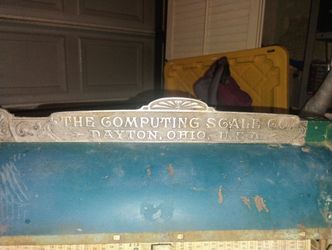 THE COMPUTING SCALE CO.
DAYTON, OHIO, U.S.A.